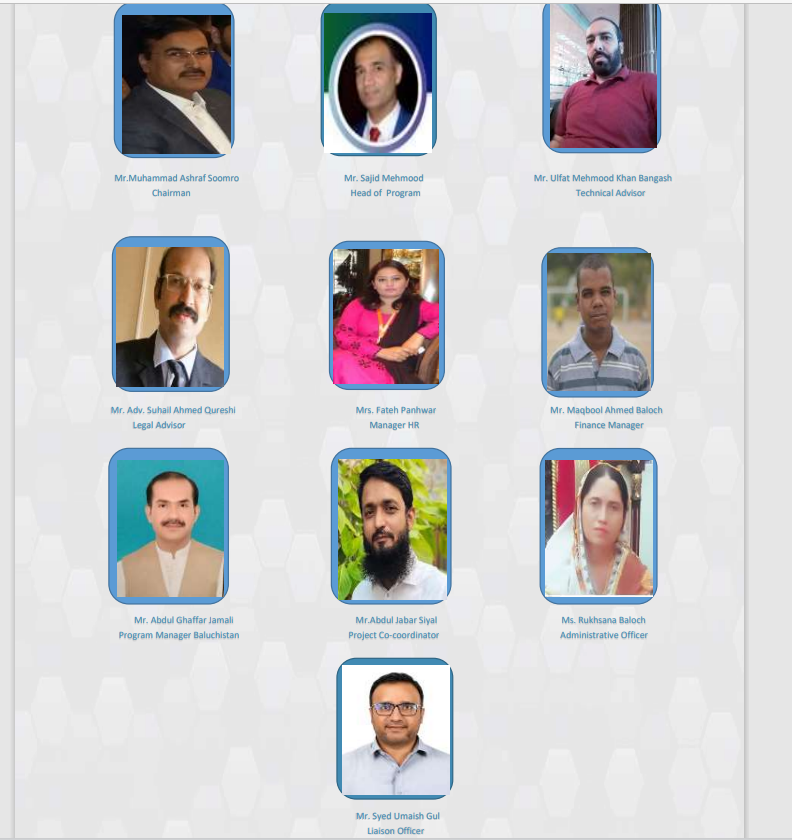 Mr.Muhammad Ashraf Soomro
Chairman
Mr. Sajid Mehmood
Head of Program
Mr. Ulfat Mehmood Khan Bangash
Technical Advisor
Mr. Adv. Suhail Ahmed Qureshi
Legal Advisor
Mrs. Fateh Panhwar
Manager HR
Mr. Maqbool Ahmed Baloch
Finance Manager
Mr. Abdul Ghaffar Jamali
Program Manager Baluchistan
Mr.Abdul Jabar Siyal
Project Co-coordinator
Ms. Rukhsana Baloch
Administrative Officer
Mr. Syed Umaish Gul
Liaison Officer